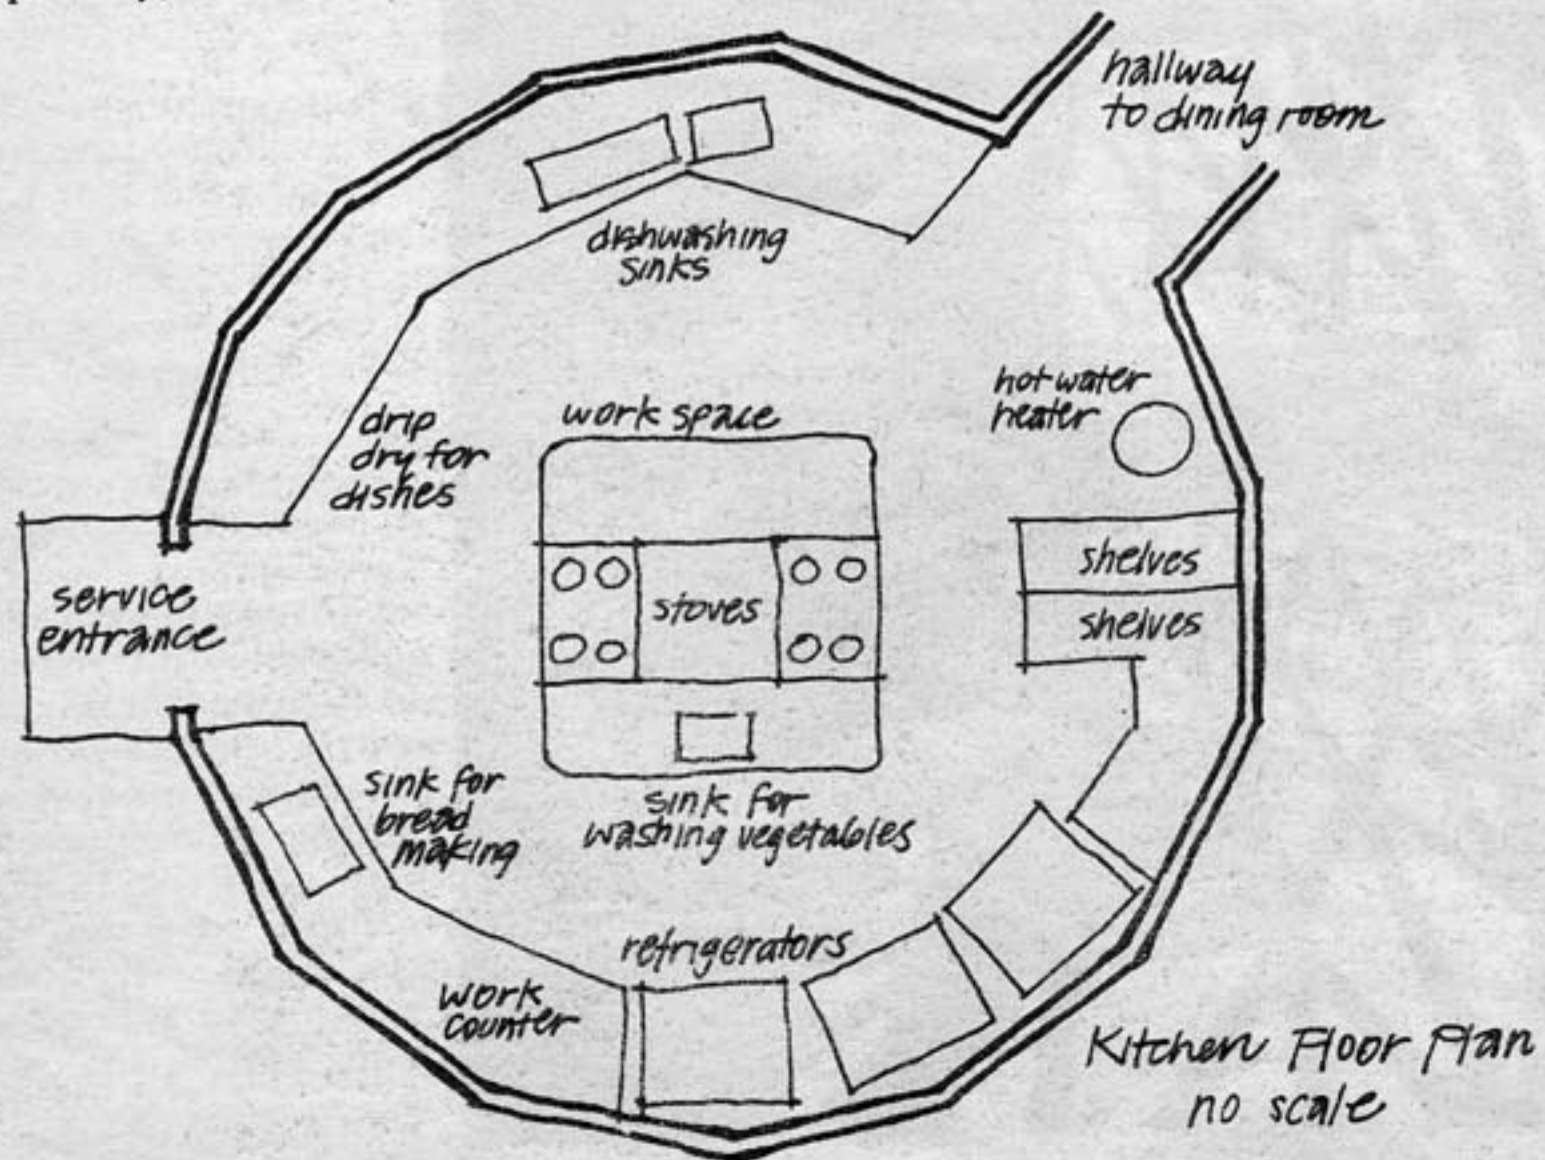 hallway
to dining room
dishwashing
sinks
hot water
heater
work space
drip
dry for
dishes
shelves
stoves
service
entrance
shelves
sink for
bread
making
sink for
washing vegetables
refrigerators
work
counter
Kitchen Floor Plan
no scale